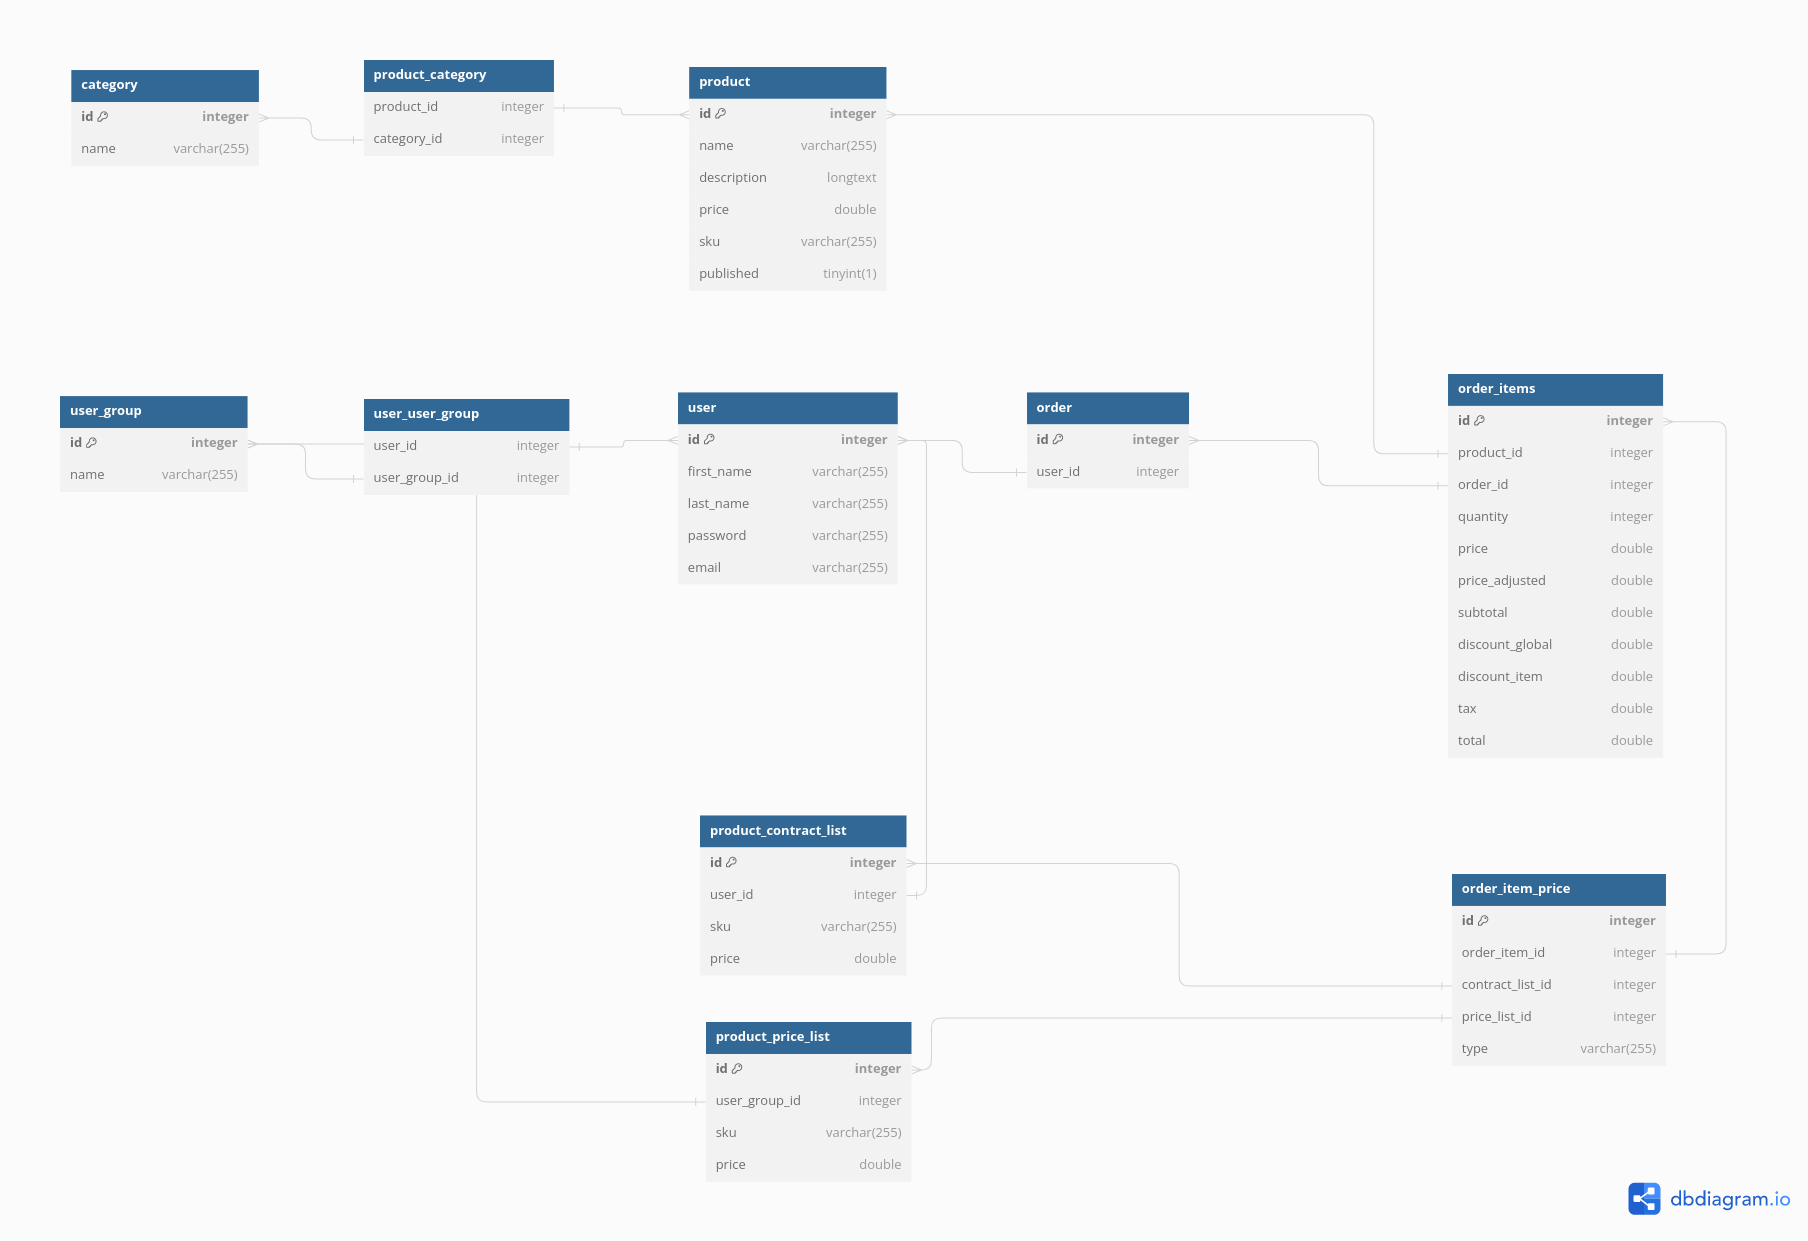 category
id integer
name varchar(255)
product_category
product_id integer
category_id integer
product
id integer
name varchar(255)
description longtext
price double
sku varchar(255)
published tinyint(1)
user_group
id integer
name varchar(255)
user_user_group
user_id integer
user_group_id integer
user
id integer
first_name varchar(255)
last_name varchar(255)
password varchar(255)
email varchar(255)
order
id integer
user_id integer
order_items
id integer
product_id integer
order_id integer
quantity integer
price double
price_adjusted double
subtotal double
discount_global double
discount_item double
tax double
total double
product_contract_list
id integer
user_id integer
sku varchar(255)
price double
order_item_price
id integer
order_item_id integer
contract_list_id integer
price_list_id integer
type varchar(255)
product_price_list
id integer
user_group_id integer
sku varchar(255)
price double
dbdiagram.io